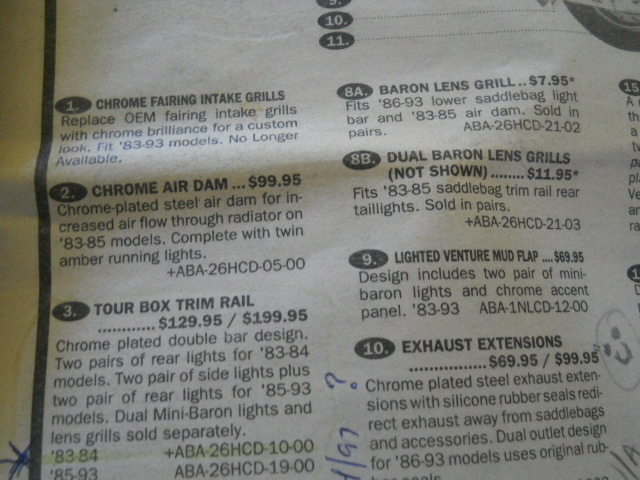 9.
10.
11.
1. CHROME FAIRING INTAKE GRILLS
Replace OEM fairing intake grills
with chrome brilliance for a custom
look. Fit '83-93 models. No Longer
Available.
2. CHROME AIR DAM ... $99.95
Chrome-plated steel air dam for in-
creased air flow through radiator on
'83-85 models. Complete with twin
amber running lights.
+ABA-26HCD-05-00
3. TOUR BOX TRIM RAIL
............ $129.95 / $199.95
Chrome plated double bar design.
Two pairs of rear lights for '83-84
models. Two pair of side lights plus
two pair of rear lights for '85-93
models. Dual Mini-Baron lights and
lens grills sold separately.
'83-84 +ABA-26HCD-10-00
'85-93 ABA-26HCD-19-00
8A. BARON LENS GRILL.. $7.95*
Fits '86-93 lower saddlebag light
bar and '83-85 air dam. Sold in
pairs. ABA-26HCD-21-02
8B. DUAL BARON LENS GRILLS
(NOT SHOWN) ........ $11.95*
Fits '83-85 saddlebag trim rail rear
taillights. Sold in pairs.
+ABA-26HCD-21-03
9. LIGHTED VENTURE MUD FLAP .... $69.95
Design includes two pair of mini-
baron lights and chrome accent
panel. '83-93 ABA-1NLCD-12-00
10. EXHAUST EXTENSIONS
................. $69.95 / $99.95
Chrome plated steel exhaust exten-
sions with silicone rubber seals redi-
rect exhaust away from saddlebags
and accessories. Dual outlet design
for '86-93 models uses original rub-
15